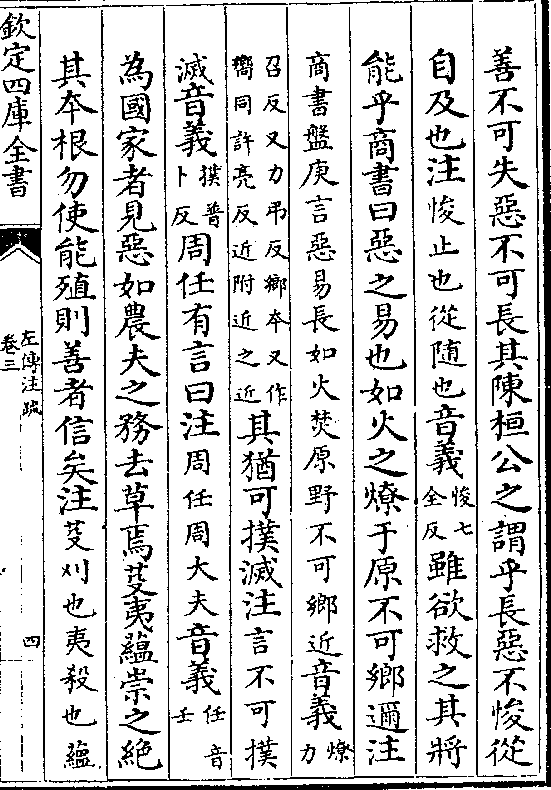 善不可失惡不可長其陳桓公之謂乎長惡不悛從
自及也注悛止也從隨也音義悛七全反雖欲救之其將
能乎商書曰惡之易也如火之燎于原不可鄉邇注
商書盤庚言惡易長如火焚原野不可鄉近音義燎力
召反又力弔反鄉本又作嚮同許亮反近附近之近其猶可撲滅注言不可撲
滅音義撲普卜反周任有言曰注周任周大夫音義任音壬
為國家者見惡如農夫之務去草焉芟夷蘊崇之絶
其本根勿使能殖則善者信矣注芟刈也夷殺也蘊
欽定四庫全書
左傳注疏
卷三
四